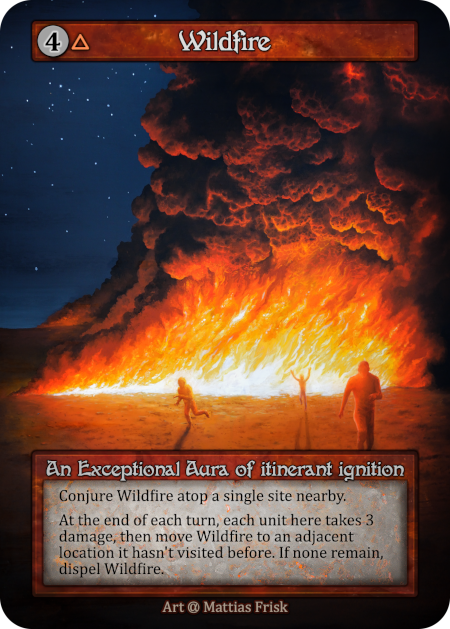 4 Wildfire
An Exceptional Aura of itinerant ignition
Conjure Wildfire atop a single site nearby.
At the end of each turn, each unit here takes 3
damage, then move Wildfire to an adjacent
location it hasn't visited before. If none remain,
dispel Wildfire.
Art @ Mattias Frisk